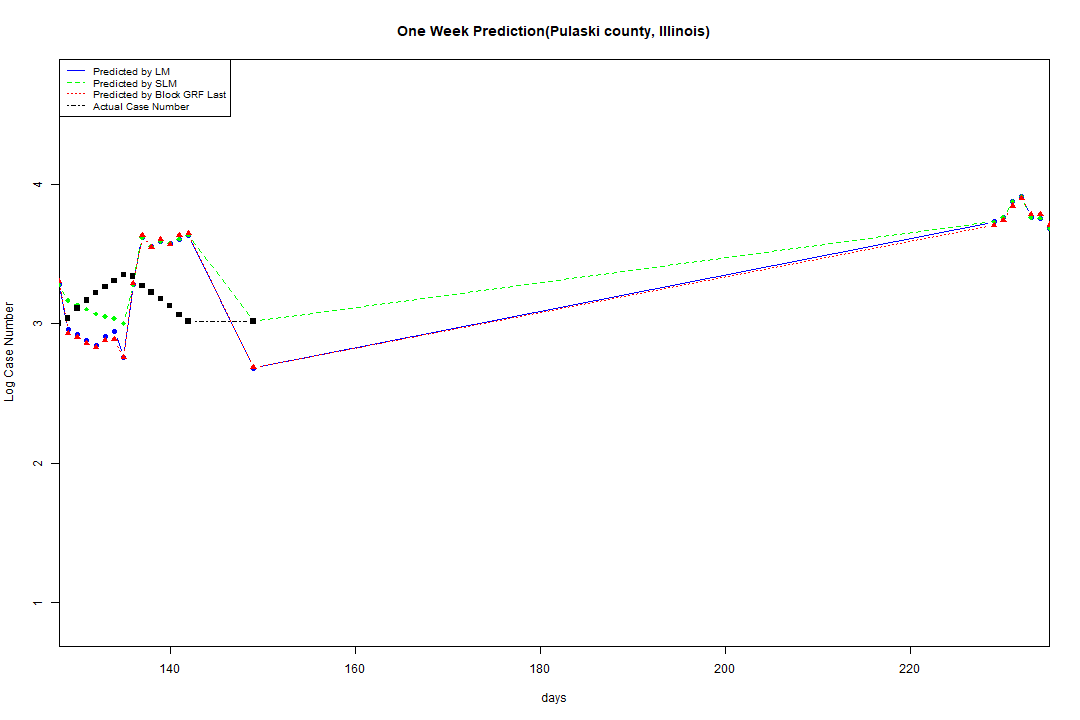 One Week Prediction(Pulaski county, Illinois)
Predicted by LM
Predicted by SLM
Predicted by Block GRF Last
Actual Case Number
Log Case Number
4
3
2
1
140 160 180 200 220
days